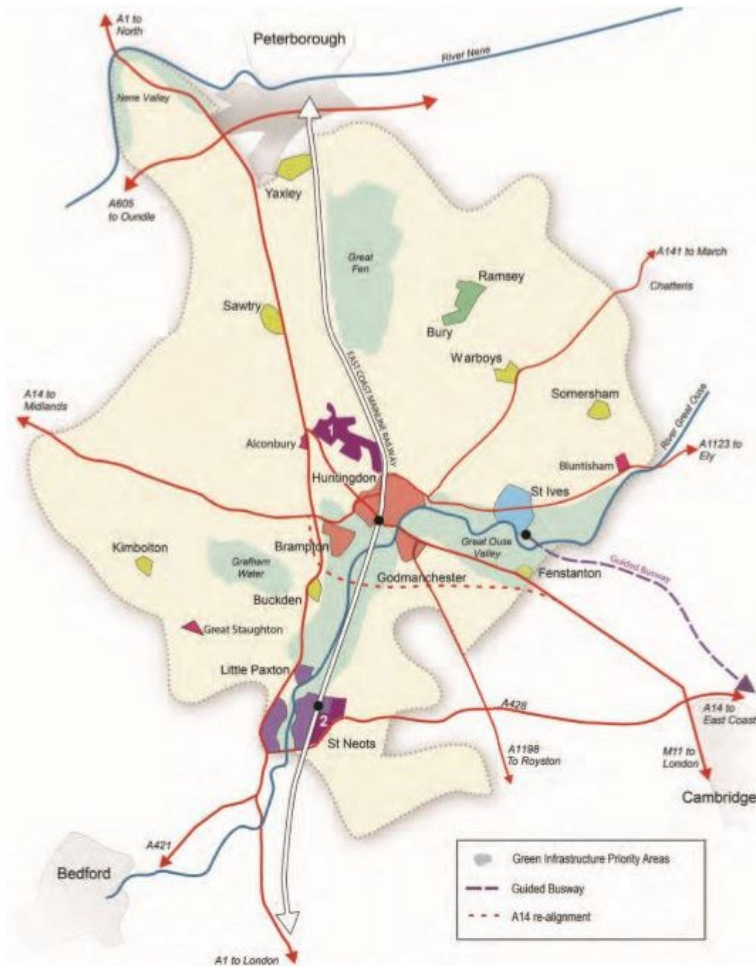 A1 to
North
Peterborough
River Nene
Nene Valley
A605
to Oundle
Yaxley
Great
Fen
A141 to March
Chatteris
Ramsey
Bury
Sawtry
Warboys
Somersham
A14 to
Midlands
EAST COAST MAINLINE RAILWAY
River Great Ouse
1
Alconbury
Huntingdon
A1123 to
Ely
Bluntisham
St Ives
Kimbolton
Brampton
Grafham
Water
Great Ouse
Valley
Godmanchester
Fenstanton
Guided Busway
Buckden
Great Staughton
Little Paxton
2
St Neots
A428
A14 to
East Coast
A1198
To Royston
M11 to
London
Cambridge
A421
Bedford
A1 to London
Green Infrastructure Priority Areas
Guided Busway
A14 re-alignment